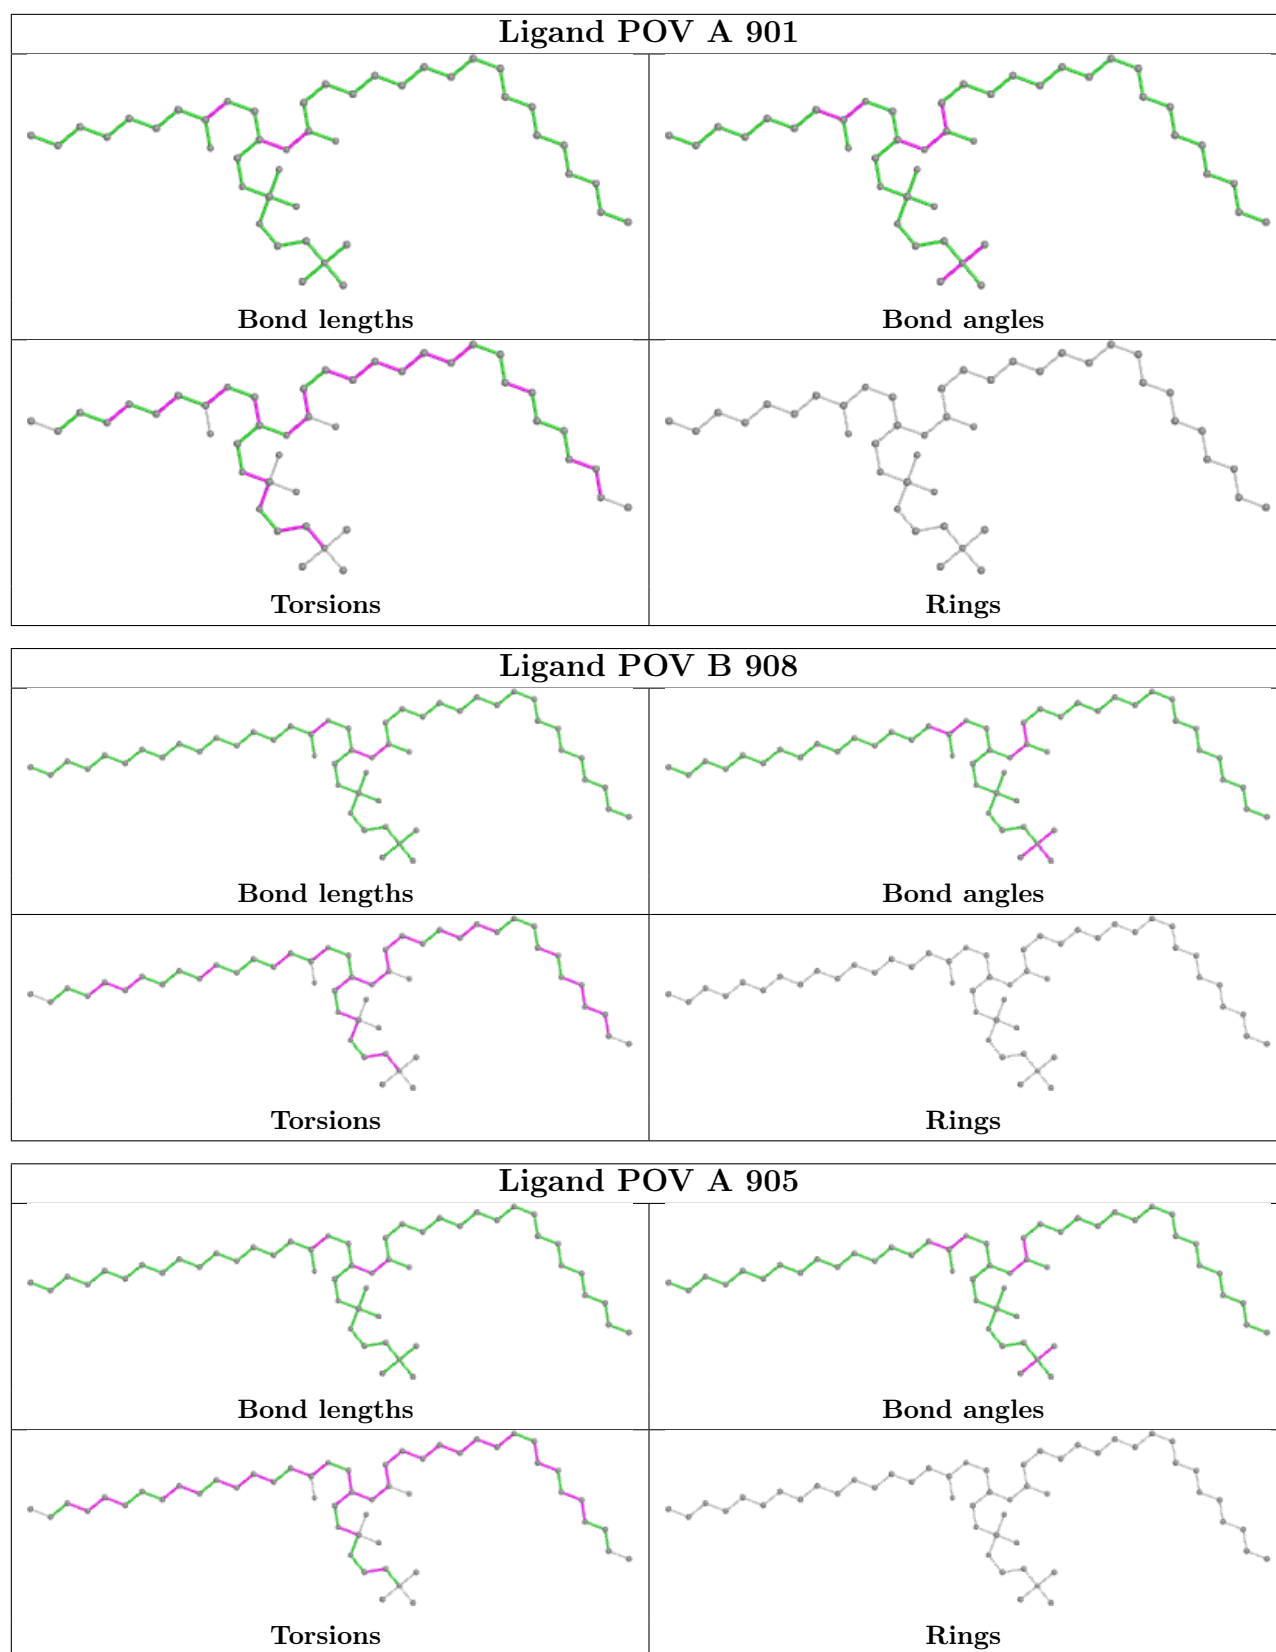 Ligand POV A 901
Bond lengths
Bond angles
Torsions
Rings
Ligand POV B 908
Bond lengths
Bond angles
Torsions
Rings
Ligand POV A 905
Bond lengths
Bond angles
Torsions
Rings